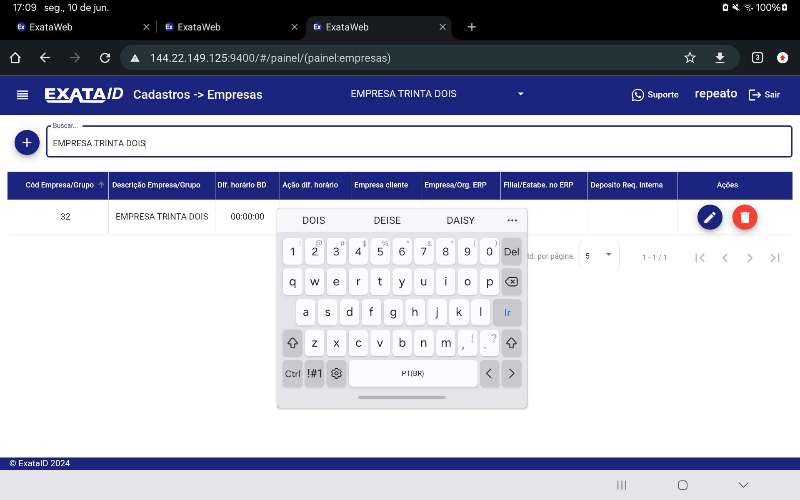 17:09 seg., 10 de jun.
100%
ExataWeb
ExataWeb
ExataWeb
144.22.149.125:9400/#/painel/(painel:empresas)
3
EXATAID
Cadastros -> Empresas
EMPRESA TRINTA DOIS
Suporte
repeato
Sair
Buscar...
EMPRESA TRINTA DOIS
Cód Empresa/Grupo
Descrição Empresa/Grupo
Dif. horário BD
Ação dif. horário
Empresa cliente
Empresa/Org. ERP
Filial/Estabe. no ERP
Deposito Req. Interna
Ações
32
EMPRESA TRINTA DOIS
00:00:00
td. por página.
5
1 - 1 / 1
DOIS DEISE DAISY ...
1 2 3 4 5 6 7 8 9 0 Del
q w e r t y u i o p
a s d f g h j k l Ir
z x c v b n m , ! . ?
Ctrl !#1 PT(BR) < >
© ExataID 2024